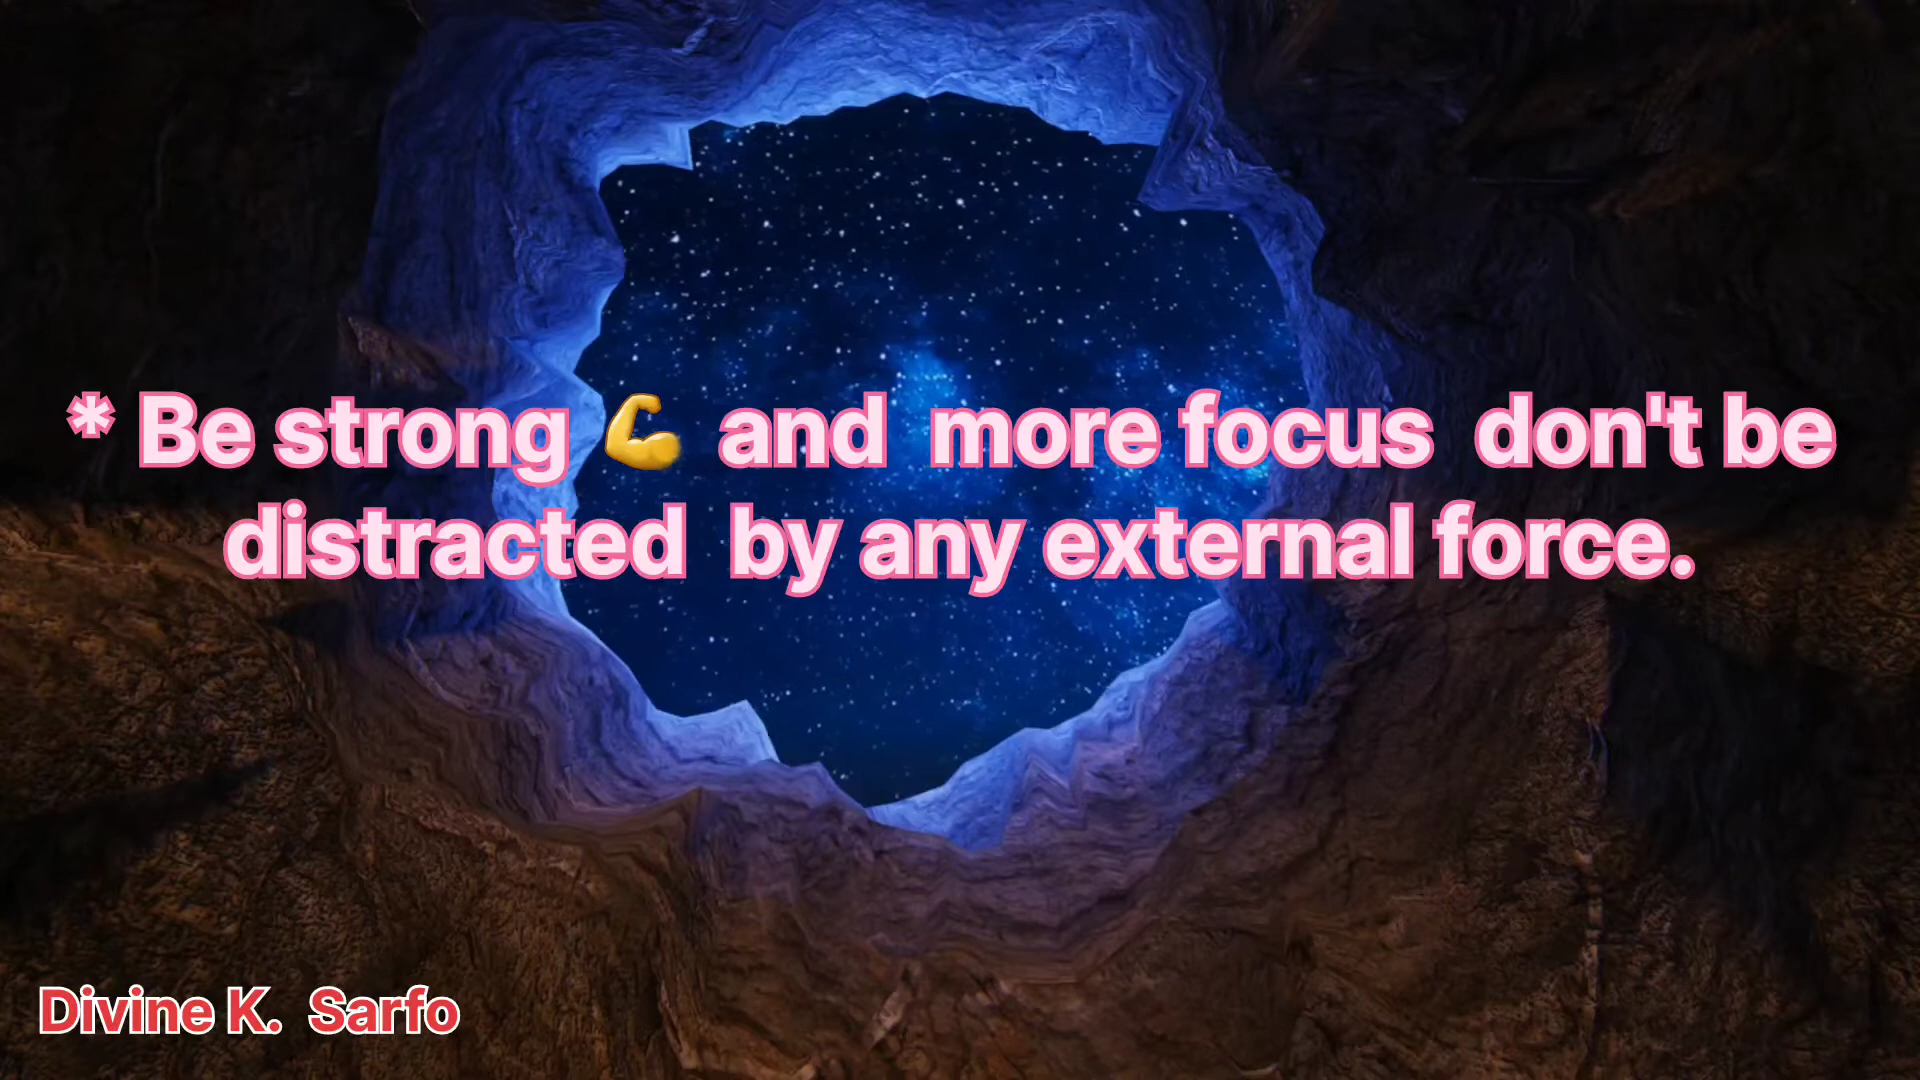 * Be strong 💪 and  more focus  don't be
distracted  by any external force.
Divine K.  Sarfo